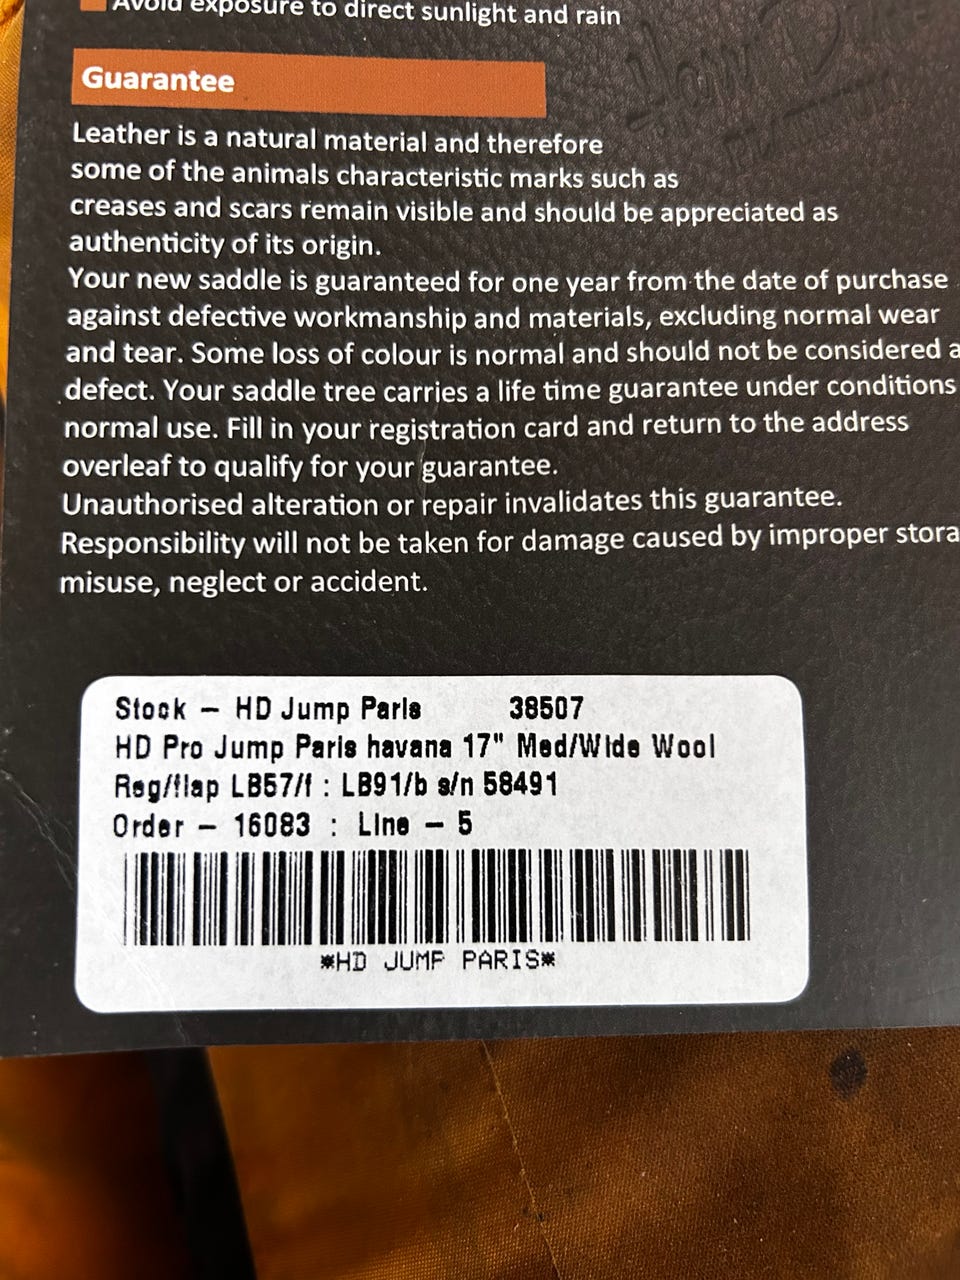 Avoid exposure to direct sunlight and rain
Guarantee
Leather is a natural material and therefore
some of the animals characteristic marks such as
creases and scars remain visible and should be appreciated as
authenticity of its origin.
Your new saddle is guaranteed for one year from the date of purchase
against defective workmanship and materials, excluding normal wear
and tear. Some loss of colour is normal and should not be considered a
defect. Your saddle tree carries a life time guarantee under conditions
normal use. Fill in your registration card and return to the address
overleaf to qualify for your guarantee.
Unauthorised alteration or repair invalidates this guarantee.
Responsibility will not be taken for damage caused by improper stora
misuse, neglect or accident.
Stock – HD Jump Paris 38507
HD Pro Jump Paris havana 17" Med/Wide Wool
Reg/flap LB57/f : LB91/b s/n 58491
Order – 16083 : Line – 5
*HD JUMP PARIS*